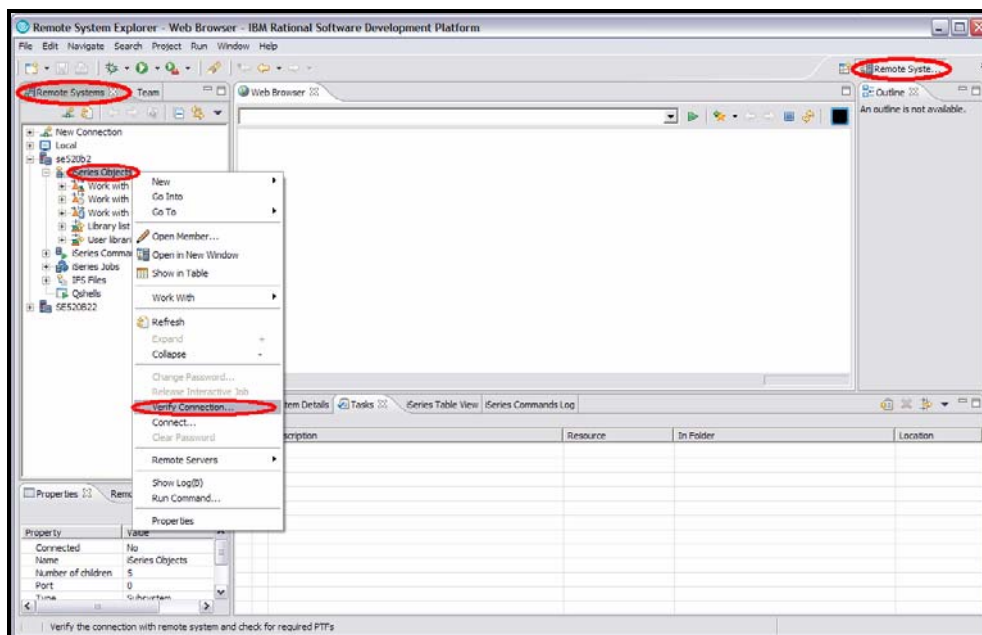 Remote System Explorer - Web Browser - IBM Rational Software Development Platform
File Edit Navigate Search Project Run Window Help
Remote Syste...
Remote Systems Team
Web Browser
Outline
An outline is not available.
New Connection
Local
se520b2
iSeries Objects
Work with
Work with
Work with
Library list
User librari
iSeries Comma
iSeries Jobs
IFS Files
Qshells
SE520B22
New
Go Into
Go To
Open Member...
Open in New Window
Show in Table
Work With
Refresh
Expand +
Collapse -
Change Password...
Release Interactive Job
Verify Connection...
Connect...
Clear Password
Remote Servers
Show Log(B)
Run Command...
Properties
tem Details Tasks iSeries Table View iSeries Commands Log
scription Resource In Folder Location
Properties Remo
Property Value
Connected No
Name iSeries Objects
Number of children 5
Port 0
Type Subsystem
Verify the connection with remote system and check for required PTFs